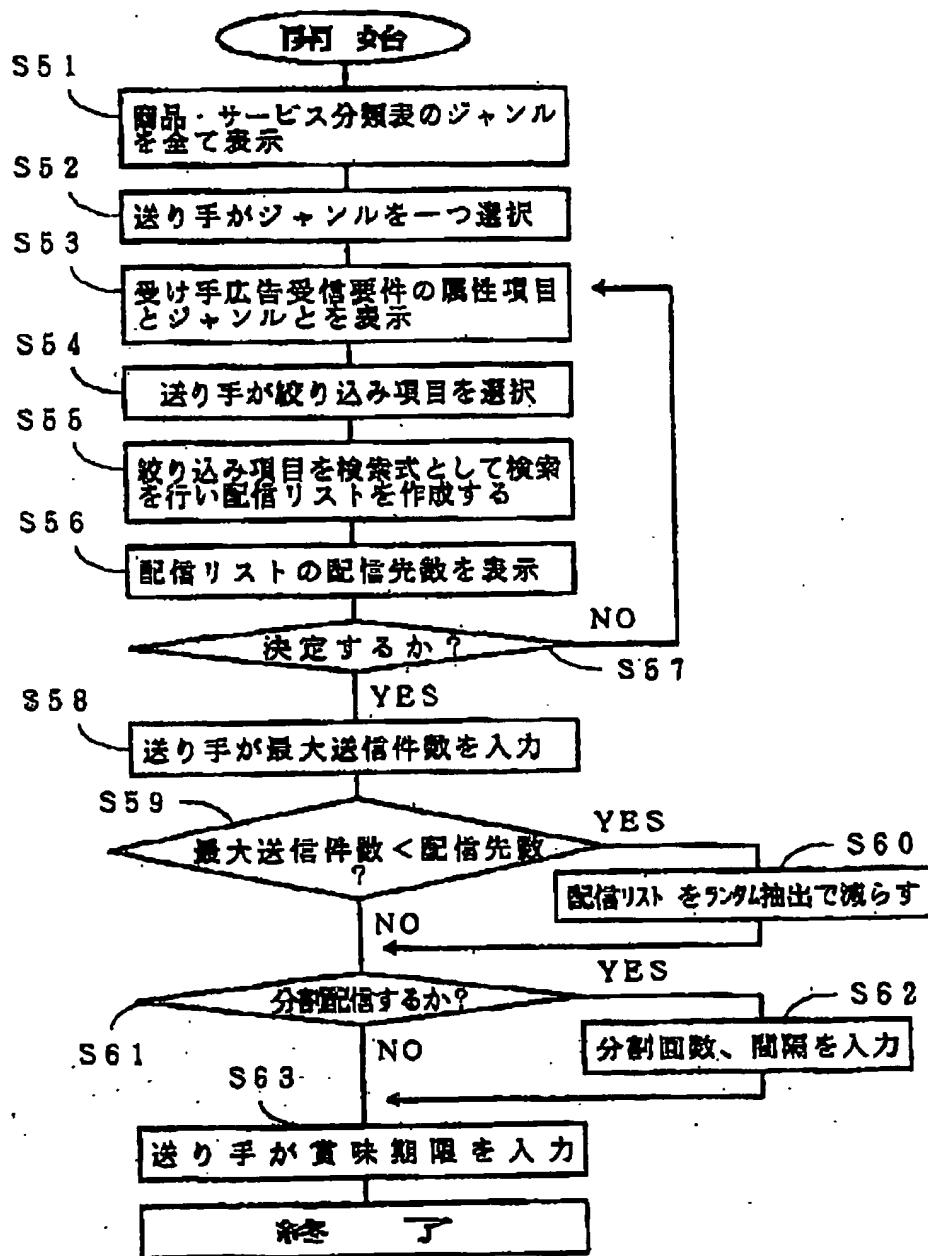 開始
S51
商品・サービス分類表のジャンル
を全て表示
S52
送り手がジャンルを一つ選択
S53
受け手広告受信要件の属性項目
とジャンルとを表示
S54
送り手が絞り込み項目を選択
S55
絞り込み項目を検索式として検索
を行い配信リストを作成する
S56
配信リストの配信先数を表示
NO
決定するか?
S57
YES
S58
送り手が最大送信件数を入力
S59
YES
最大送信件数<配信先数
?
S60
配信リストをランダム抽出で減らす
NO
YES
分割配信するか?
S62
分割回数、間隔を入力
S61
NO
S63
送り手が賞味期限を入力
終了